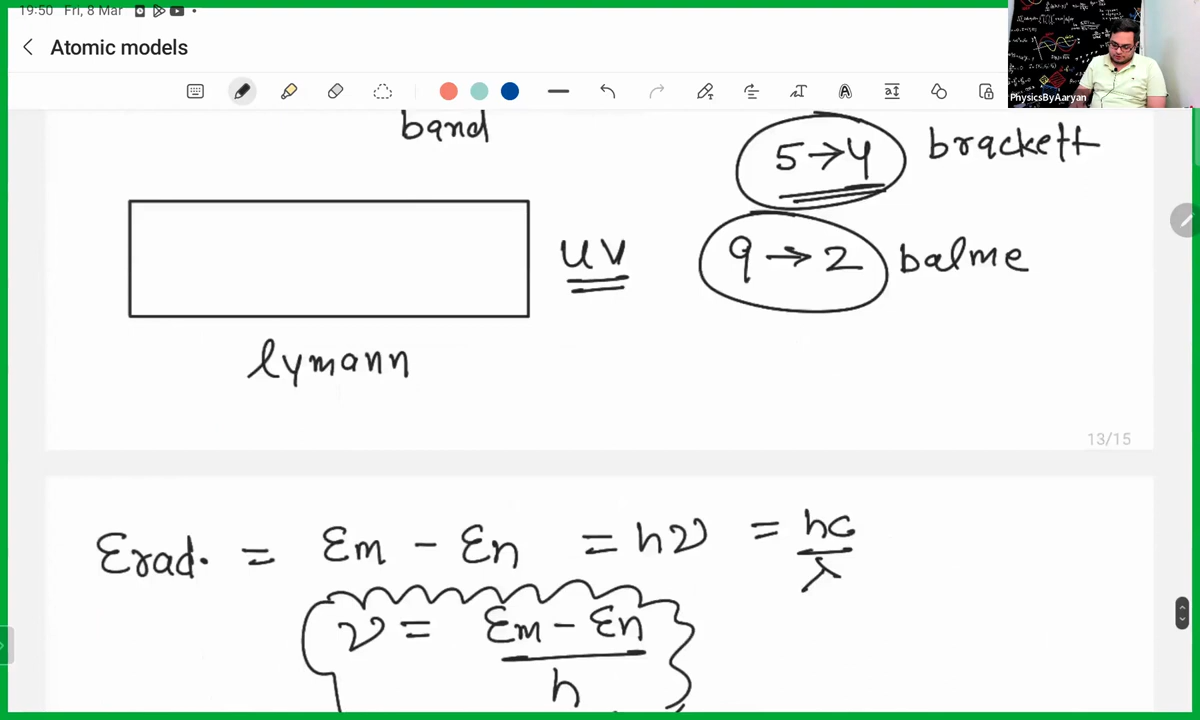 19:50 Fri, 8 Mar
Atomic models
PhysicsByAaryan
band
5→4 brackett
UV
9→2 balme
lymann
13/15
Erad. = Em - En = hν = hc/λ
ν = Em - En / h